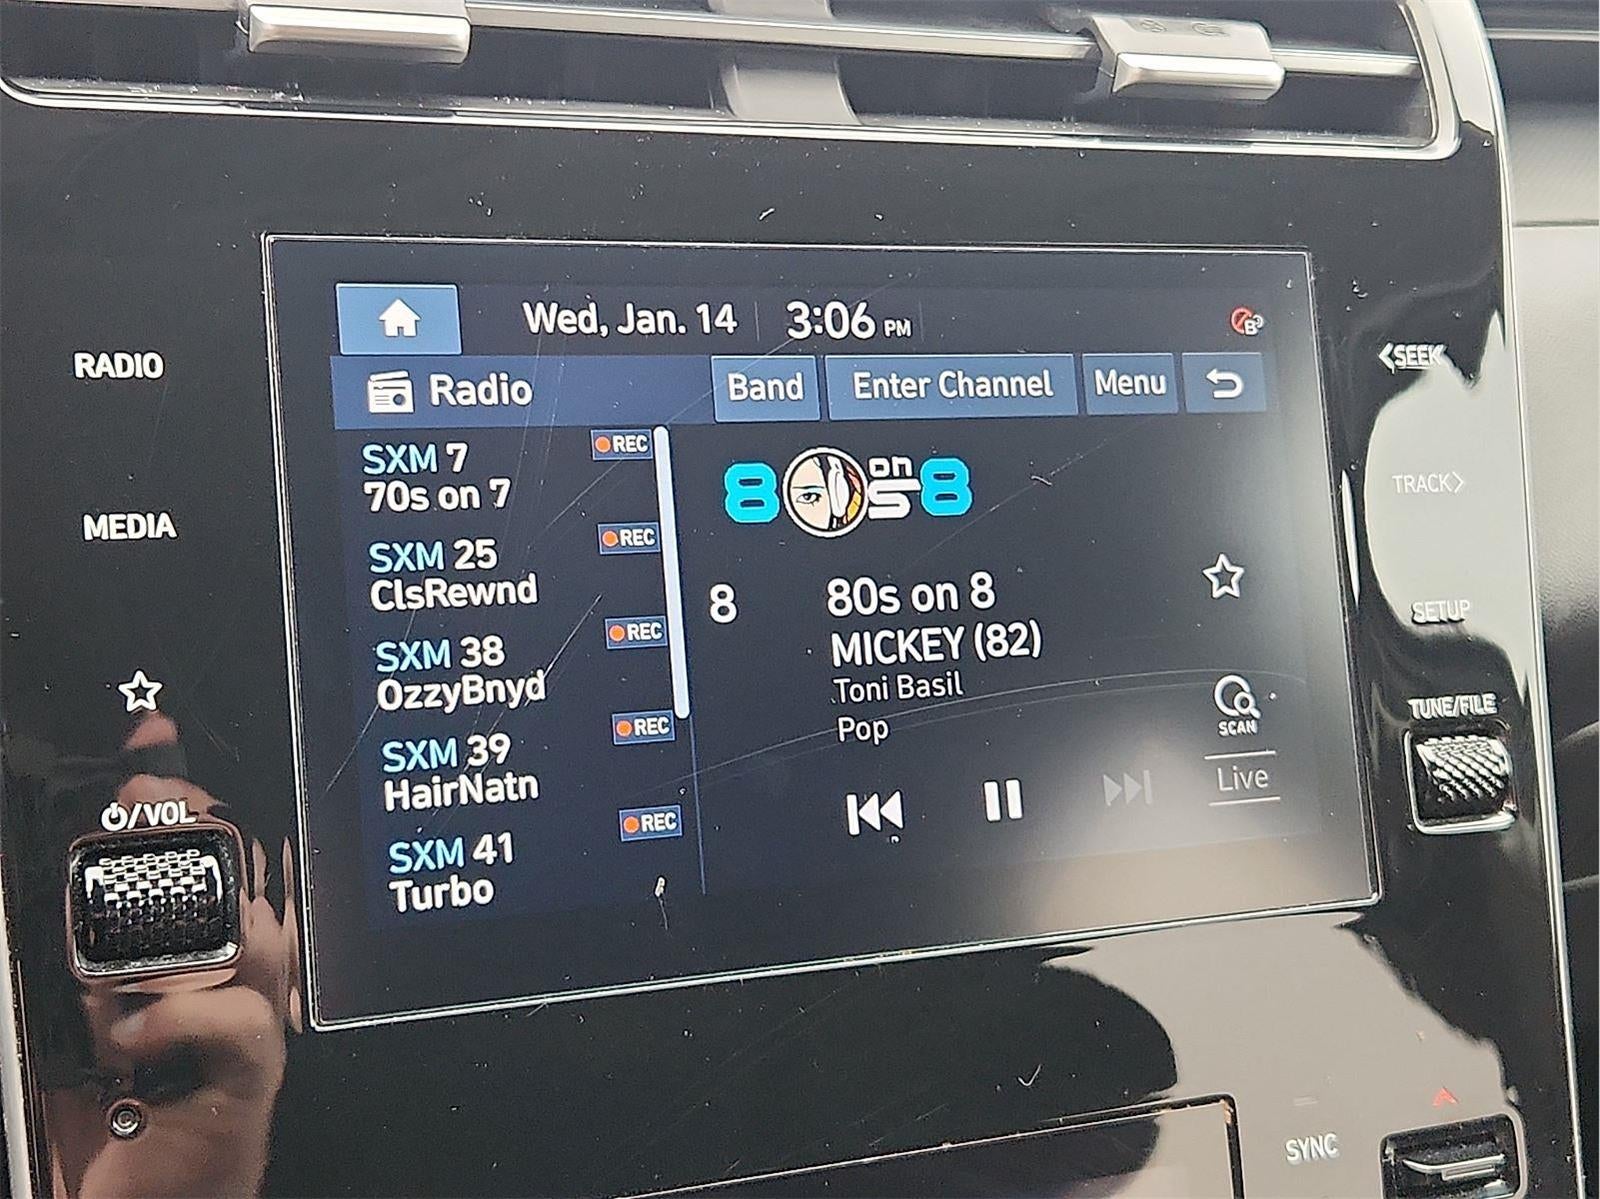 Wed, Jan. 14 3:06 PM
B
RADIO
Radio
Band
Enter Channel
Menu
<SEEK
SXM 7
REC
70s on 7
80s on 8
MEDIA
TRACK>
SXM 25
REC
ClsRewnd
8
80s on 8
SETUP
SXM 38
REC
OzzyBnyd
MICKEY (82)
Toni Basil
Pop
SCAN
TUNE/FILE
SXM 39
REC
HairNatn
Live
/VOL
SXM 41
REC
Turbo
SYNC